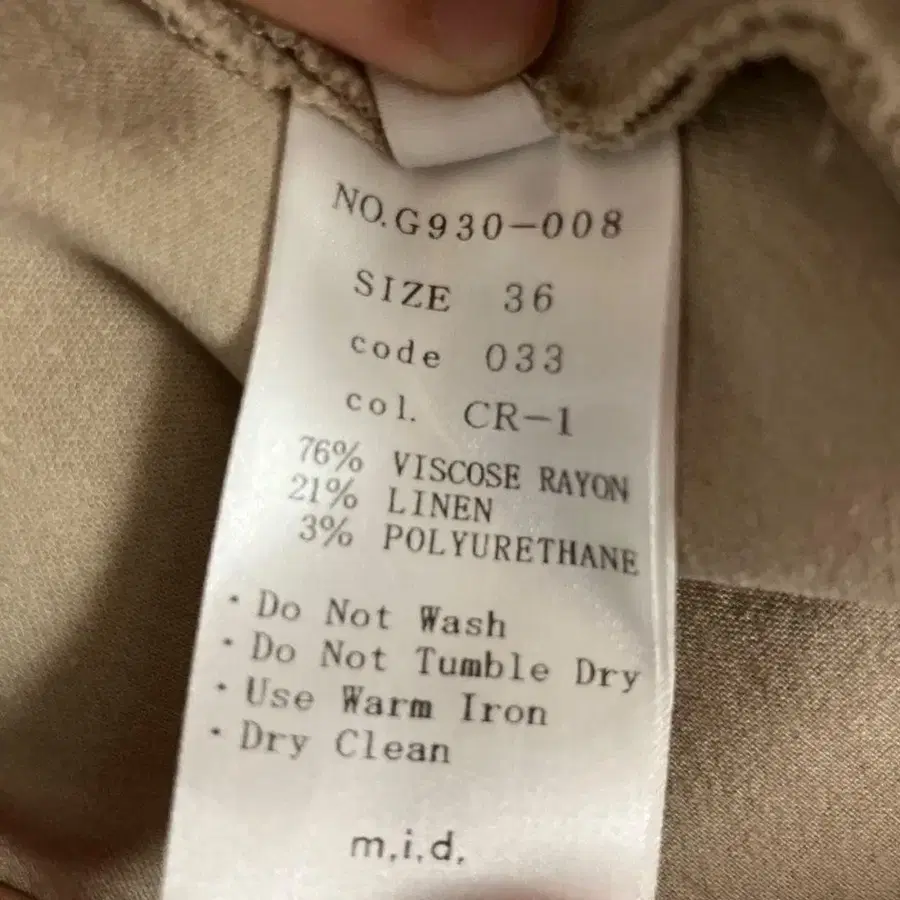 NO.G930-008
SIZE 36
code 033
col. CR-1
76% VISCOSE RAYON
21% LINEN
3% POLYURETHANE
・Do Not Wash
・Do Not Tumble Dry
・Use Warm Iron
・Dry Clean
m.i.d.